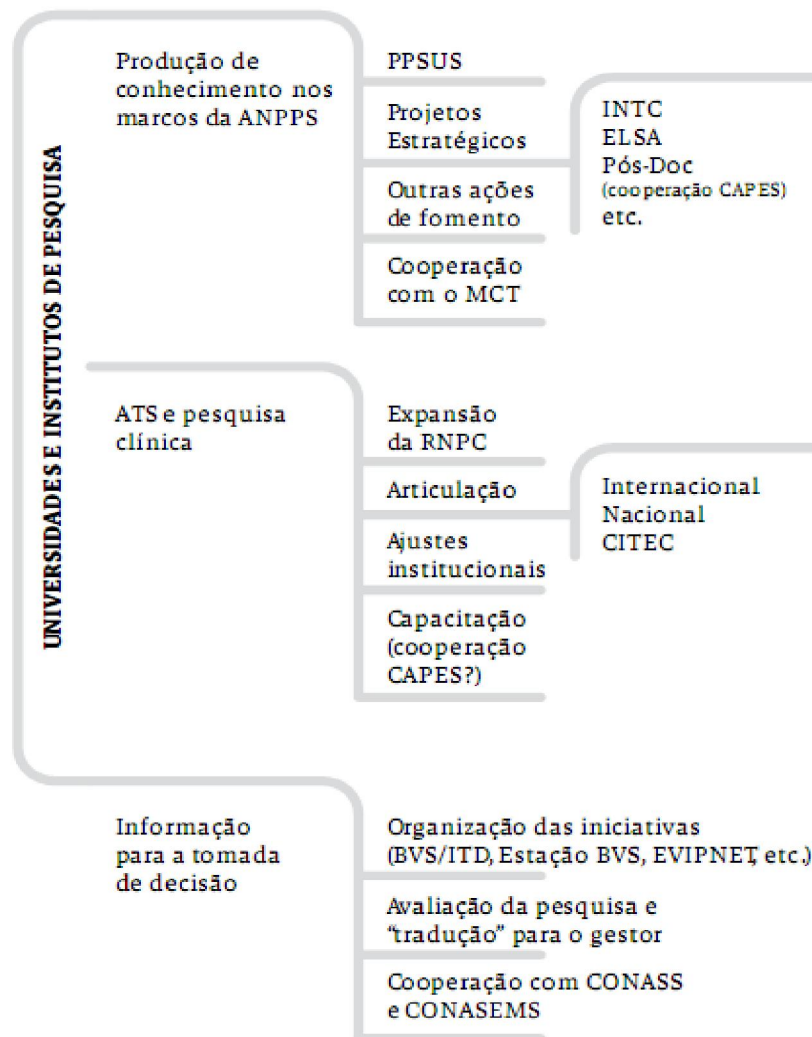 UNIVERSIDADES E INSTITUTOS DE PESQUISA
Produção de
conhecimento nos
marcos da ANPPS
PPSUS
Projetos
Estratégicos
Outras ações
de fomento
Cooperação
com o MCT
INTC
ELSA
Pós-Doc
(cooperação CAPES)
etc.
ATS e pesquisa
clínica
Expansão
da RNPC
Articulação
Ajustes
institucionais
Capacitação
(cooperação
CAPES?)
Internacional
Nacional
CITEC
Informação
para a tomada
de decisão
Organização das iniciativas
(BVS/ITD, Estação BVS, EVIPNET, etc.)
Avaliação da pesquisa e
“tradução” para o gestor
Cooperação com CONASS
e CONASEMS